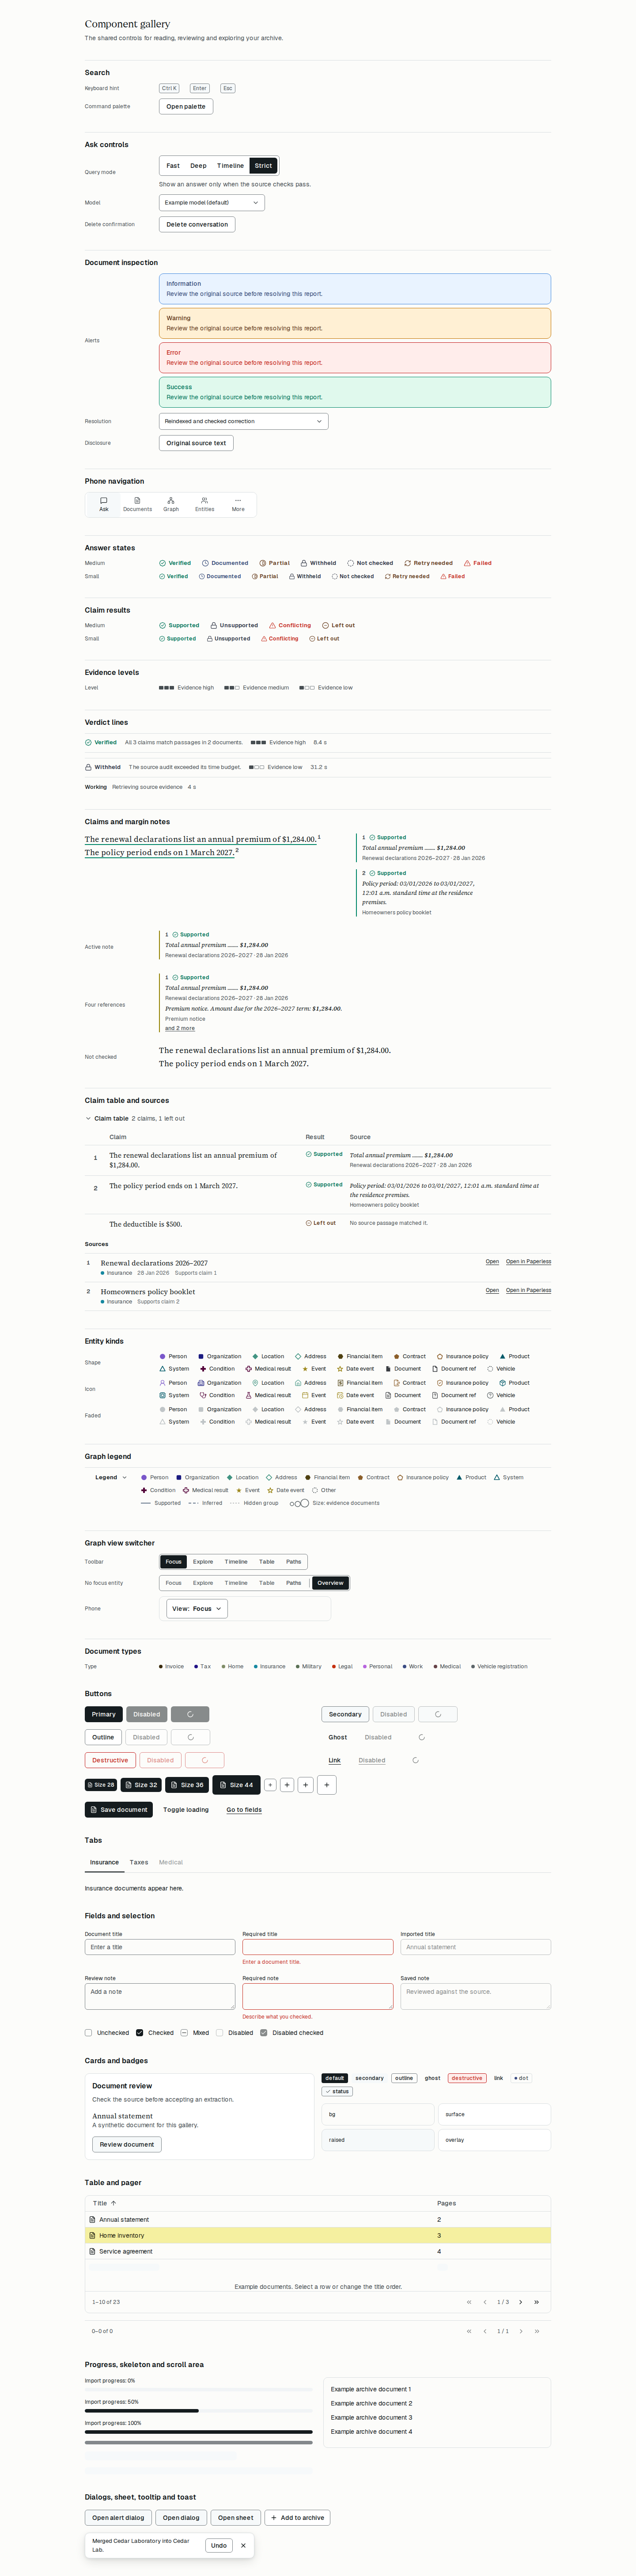 Component gallery
The shared controls for reading, reviewing and exploring your archive.
Search
Keyboard hint Ctrl K Enter Esc
Command palette Open palette
Ask controls
Query mode Fast Deep Timeline Strict
Show an answer only when the source checks pass.
Model Example model (default)
Delete confirmation Delete conversation
Document inspection
Alerts
Information
Review the original source before resolving this report.
Warning
Review the original source before resolving this report.
Error
Review the original source before resolving this report.
Success
Review the original source before resolving this report.
Resolution Reindexed and checked correction
Disclosure Original source text
Phone navigation
Ask Documents Graph Entities More
Answer states
Medium Verified Documented Partial Withheld Not checked Retry needed Failed
Small Verified Documented Partial Withheld Not checked Retry needed Failed
Claim results
Medium Supported Unsupported Conflicting Left out
Small Supported Unsupported Conflicting Left out
Evidence levels
Level Evidence high Evidence medium Evidence low
Verdict lines
Verified All 3 claims match passages in 2 documents. Evidence high 8.4 s
Withheld The source audit exceeded its time budget. Evidence low 31.2 s
Working Retrieving source evidence 4 s
Claims and margin notes
The renewal declarations list an annual premium of $1,284.00. 1
The policy period ends on 1 March 2027. 2
1 Supported
Total annual premium ...... $1,284.00
Renewal declarations 2026–2027 · 28 Jan 2026
2 Supported
Policy period: 03/01/2026 to 03/01/2027,
12:01 a.m. standard time at the residence
premises.
Homeowners policy booklet
Active note
1 Supported
Total annual premium ...... $1,284.00
Renewal declarations 2026–2027 · 28 Jan 2026
Four references
1 Supported
Total annual premium ...... $1,284.00
Renewal declarations 2026–2027 · 28 Jan 2026
Premium notice. Amount due for the 2026–2027 term: $1,284.00.
Premium notice
and 2 more
Not checked
The renewal declarations list an annual premium of $1,284.00.
The policy period ends on 1 March 2027.
Claim table and sources
Claim table 2 claims, 1 left out
Claim Result Source
1 The renewal declarations list an annual premium of
$1,284.00.
Supported
Total annual premium ...... $1,284.00
Renewal declarations 2026–2027 · 28 Jan 2026
2 The policy period ends on 1 March 2027.
Supported
Policy period: 03/01/2026 to 03/01/2027, 12:01 a.m. standard time at
the residence premises.
Homeowners policy booklet
The deductible is $500. Left out No source passage matched it.
Sources
1 Renewal declarations 2026–2027 Open Open in Paperless
Insurance 28 Jan 2026 Supports claim 1
2 Homeowners policy booklet Open Open in Paperless
Insurance Supports claim 2
Entity kinds
Shape
Person Organization Location Address Financial item Contract Insurance policy Product
System Condition Medical result Event Date event Document Document ref Vehicle
Icon
Person Organization Location Address Financial item Contract Insurance policy Product
System Condition Medical result Event Date event Document Document ref Vehicle
Faded
Person Organization Location Address Financial item Contract Insurance policy Product
System Condition Medical result Event Date event Document Document ref Vehicle
Graph legend
Legend Person Organization Location Address Financial item Contract Insurance policy Product System
Condition Medical result Event Date event Other
Supported Inferred Hidden group Size: evidence documents
Graph view switcher
Toolbar Focus Explore Timeline Table Paths
No focus entity Focus Explore Timeline Table Paths Overview
Phone View: Focus
Document types
Type Invoice Tax Home Insurance Military Legal Personal Work Medical Vehicle registration
Buttons
Primary Disabled Secondary Disabled
Outline Disabled Ghost Disabled
Destructive Disabled Link Disabled
Size 28 Size 32 Size 36 Size 44
Save document Toggle loading Go to fields
Tabs
Insurance Taxes Medical
Insurance documents appear here.
Fields and selection
Document title Required title Imported title
Enter a title Annual statement
Enter a document title.
Review note Required note Saved note
Add a note Reviewed against the source.
Describe what you checked.
Unchecked Checked Mixed Disabled Disabled checked
Cards and badges
Document review
Check the source before accepting an extraction.
Annual statement
A synthetic document for this gallery.
Review document
default secondary outline ghost destructive link dot
status
bg surface
raised overlay
Table and pager
Title Pages
Annual statement 2
Home inventory 3
Service agreement 4
Example documents. Select a row or change the title order.
1–10 of 23 1 / 3
0–0 of 0 1 / 1
Progress, skeleton and scroll area
Import progress: 0%
Import progress: 50%
Import progress: 100%
Example archive document 1
Example archive document 2
Example archive document 3
Example archive document 4
Dialogs, sheet, tooltip and toast
Open alert dialog Open dialog Open sheet Add to archive
Merged Cedar Laboratory into Cedar
Lab.
Undo